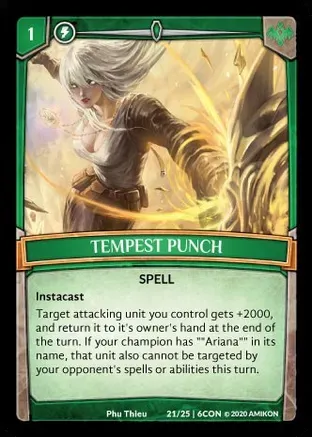 1
TEMPEST PUNCH
SPELL
Instacast
Target attacking unit you control gets +2000,
and return it to it's owner's hand at the end of
the turn. If your champion has ""Ariana"" in its
name, that unit also cannot be targeted by
your opponent's spells or abilities this turn.
Phu Thieu 21/25 | 6CON © 2020 AMIKON